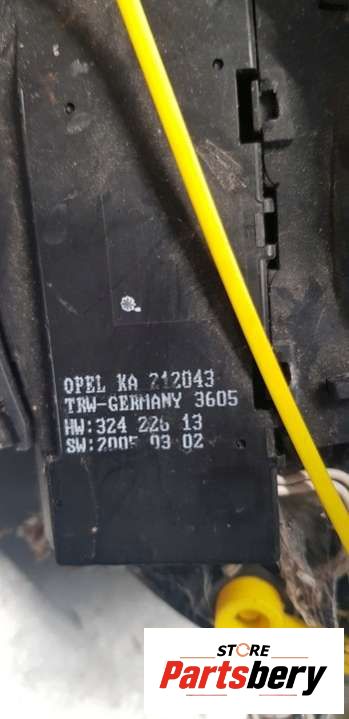 OPEL KA 212043
TRW-GERMANY 3605
HW:324 226 13
SW:2005 03 02
STORE
Partsbery